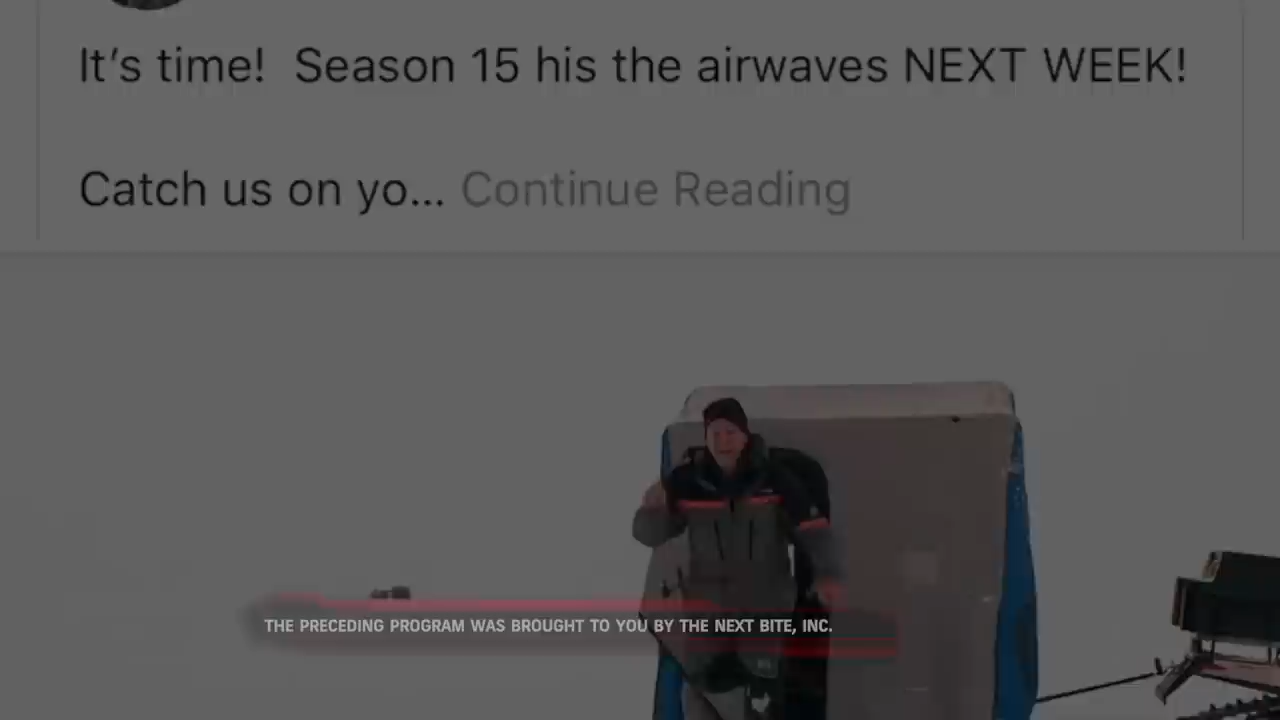 It's time!  Season 15 his the airwaves NEXT WEEK!
Catch us on yo... Continue Reading
THE PRECEDING PROGRAM WAS BROUGHT TO YOU BY THE NEXT BITE, INC.